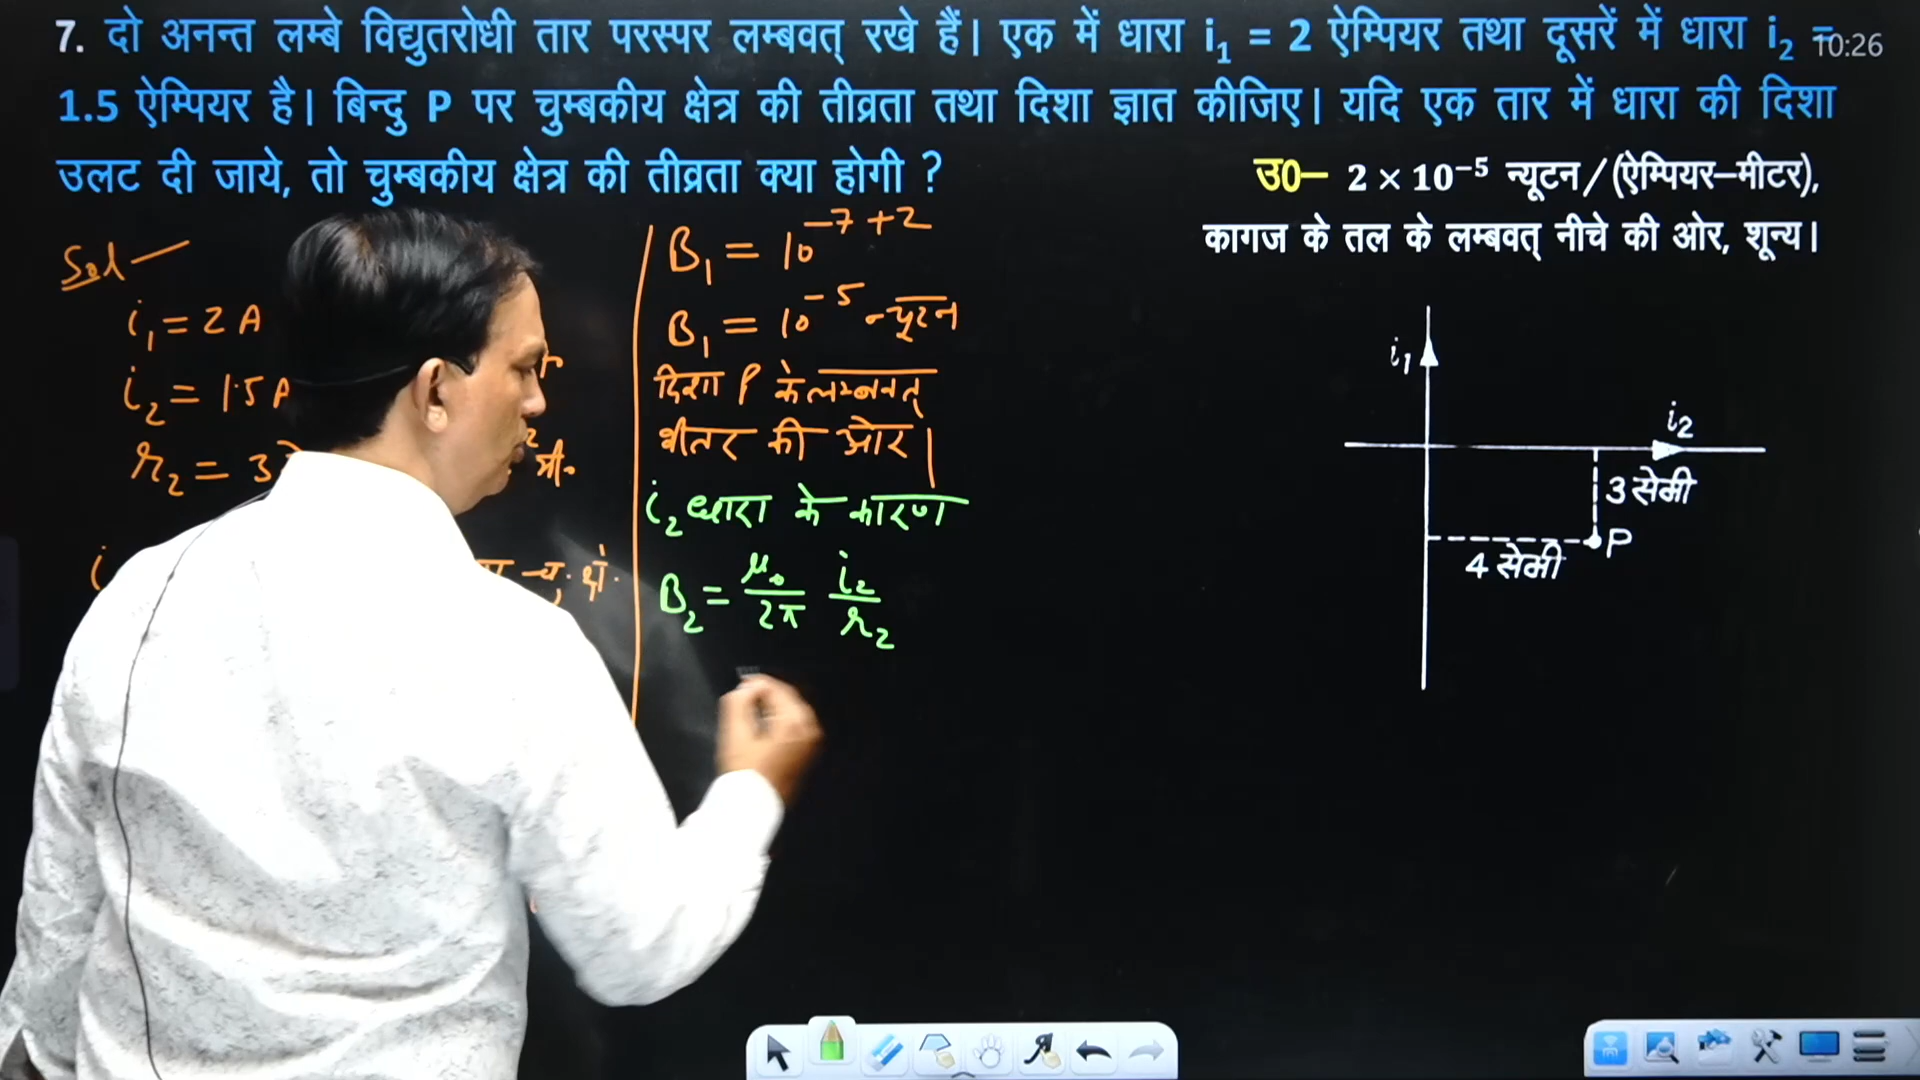 7. दो अनन्त लम्बे विद्युतरोधी तार परस्पर लम्बवत् रखे हैं। एक में धारा i₁ = 2 ऐम्पियर तथा दूसरें में धारा i₂ =
10:26
1.5 ऐम्पियर है। बिन्दु P पर चुम्बकीय क्षेत्र की तीव्रता तथा दिशा ज्ञात कीजिए। यदि एक तार में धारा की दिशा
उलट दी जाये, तो चुम्बकीय क्षेत्र की तीव्रता क्या होगी ?
उ0– 2 × 10⁻⁵ न्यूटन/(ऐम्पियर–मीटर),
कागज के तल के लम्बवत् नीचे की ओर, शून्य।
Sol –
i₁ = 2 A
i₂ = 1.5 A
r₂ = 3
B₁ = 10⁻⁷⁺²
B₁ = 10⁻⁵ न्यूटन
दिशा P के लम्बवत्
भीतर की ओर।
i₂ धारा के कारण
B₂ = μ₀/2π i₂/r₂
i₁
i₂
3 सेमी
P
4 सेमी